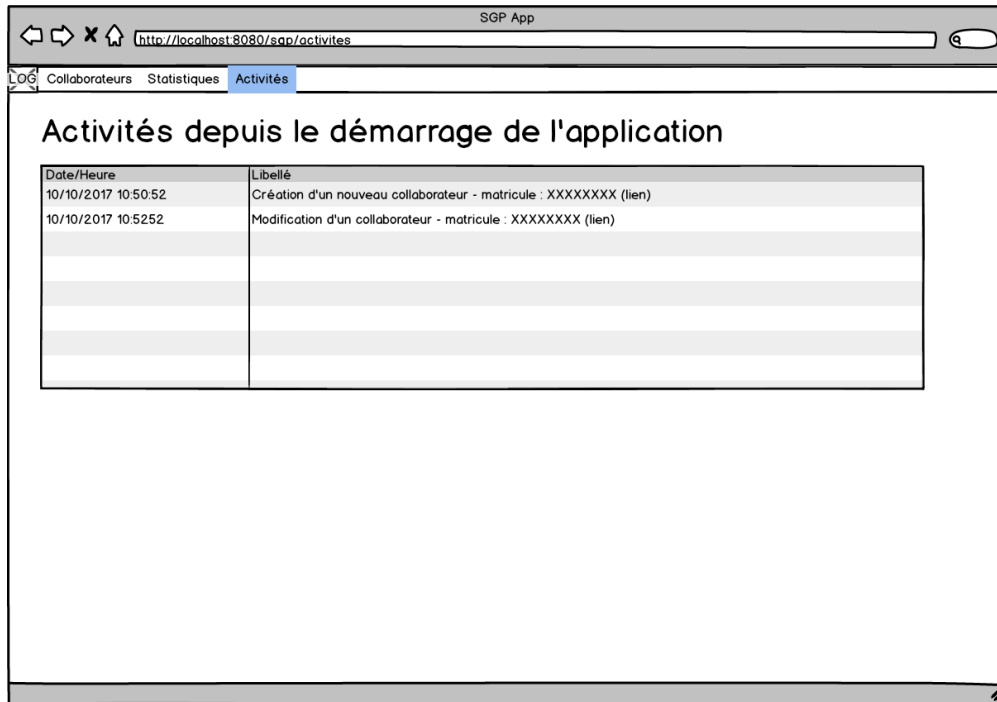 SGP App
http://localhost:8080/sgp/activites
LOG Collaborateurs Statistiques Activités
Activités depuis le démarrage de l'application
Date/Heure Libellé
10/10/2017 10:50:52 Création d'un nouveau collaborateur - matricule : XXXXXXXX (lien)
10/10/2017 10:5252 Modification d'un collaborateur - matricule : XXXXXXXX (lien)